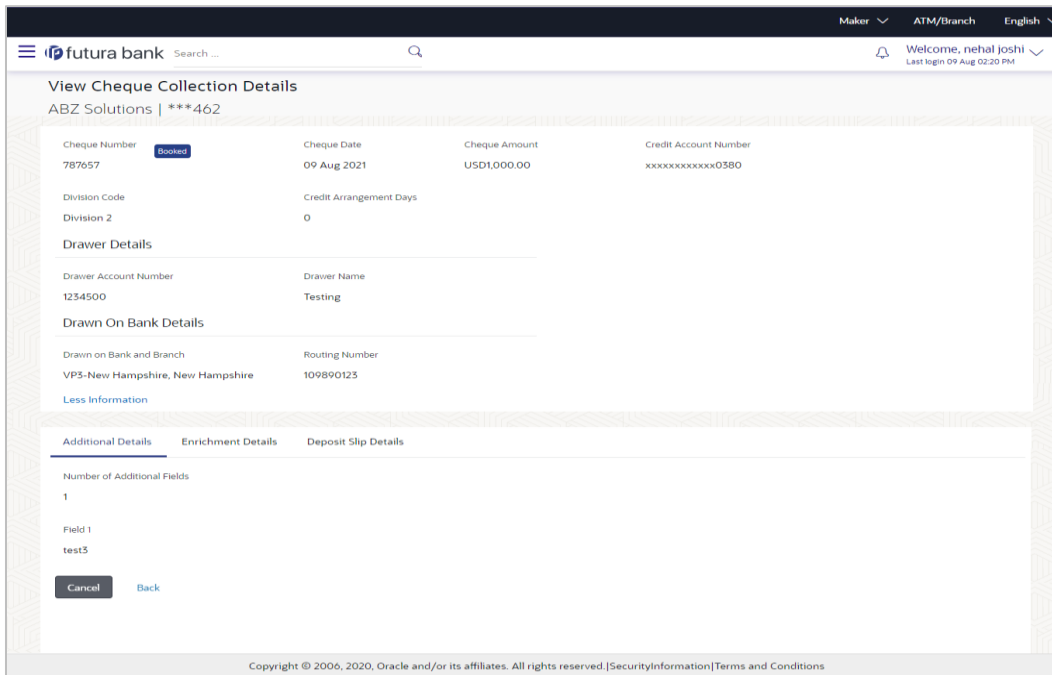 Maker ATM/Branch English
futura bank Search ... Welcome, nehal joshi
Last login 09 Aug 02:20 PM
View Cheque Collection Details
ABZ Solutions | ***462
Cheque Number Booked Cheque Date Cheque Amount Credit Account Number
787657 09 Aug 2021 USD1,000.00 xxxxxxxxxxxx0380
Division Code Credit Arrangement Days
Division 2 0
Drawer Details
Drawer Account Number Drawer Name
1234500 Testing
Drawn On Bank Details
Drawn on Bank and Branch Routing Number
VP3-New Hampshire, New Hampshire 109890123
Less Information
Additional Details Enrichment Details Deposit Slip Details
Number of Additional Fields
1
Field 1
test3
Cancel Back
Copyright © 2006, 2020, Oracle and/or its affiliates. All rights reserved.|SecurityInformation|Terms and Conditions